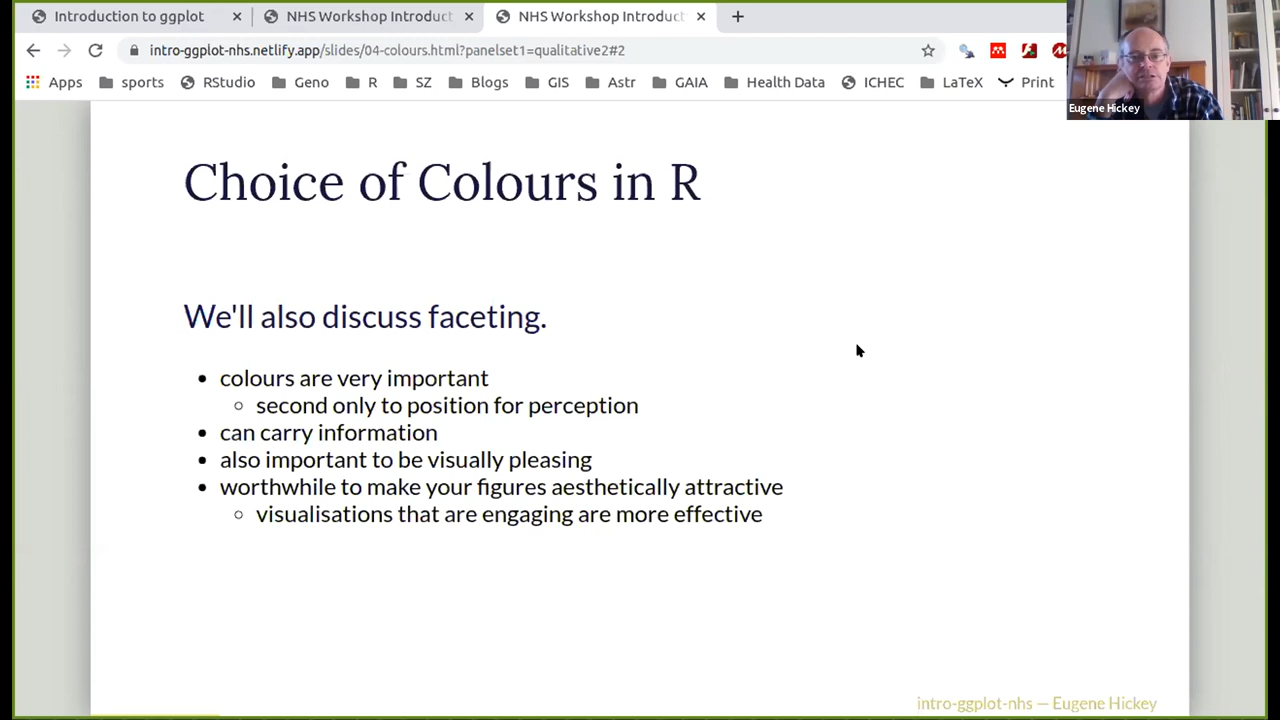 Introduction to ggplot
NHS Workshop Introduct
NHS Workshop Introduct
intro-ggplot-nhs.netlify.app/slides/04-colours.html?panelset1=qualitative2#2
Apps sports RStudio Geno R SZ Blogs GIS Astr GAIA Health Data ICHEC LaTeX Print
Eugene Hickey
Choice of Colours in R
We'll also discuss faceting.
colours are very important
second only to position for perception
can carry information
also important to be visually pleasing
worthwhile to make your figures aesthetically attractive
visualisations that are engaging are more effective
intro-ggplot-nhs — Eugene Hickey